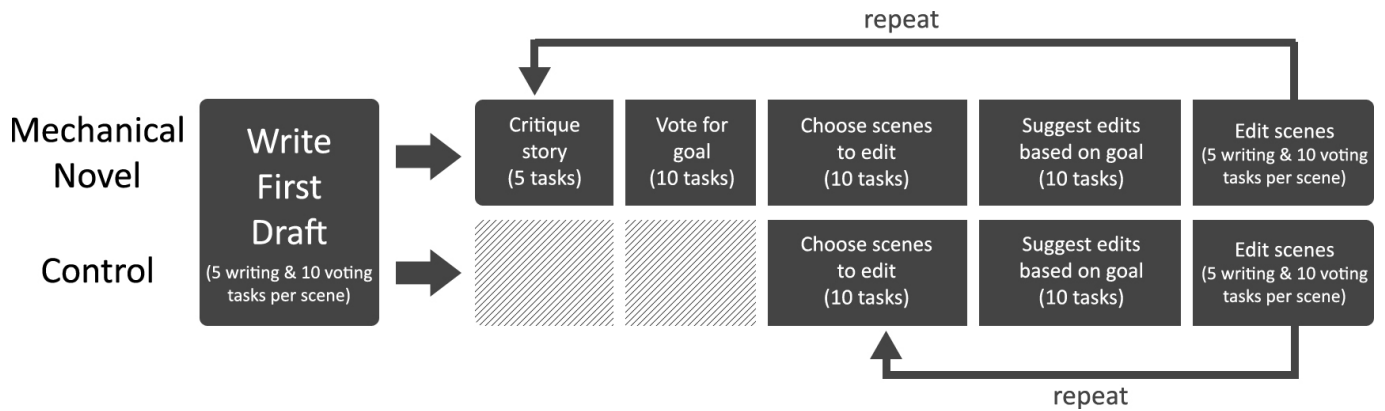 repeat
Mechanical
Novel
Write
First
Draft
(5 writing & 10 voting
tasks per scene)
Critique
story
(5 tasks)
Vote for
goal
(10 tasks)
Choose scenes
to edit
(10 tasks)
Suggest edits
based on goal
(10 tasks)
Edit scenes
(5 writing & 10 voting
tasks per scene)
Control
Choose scenes
to edit
(10 tasks)
Suggest edits
based on goal
(10 tasks)
Edit scenes
(5 writing & 10 voting
tasks per scene)
repeat